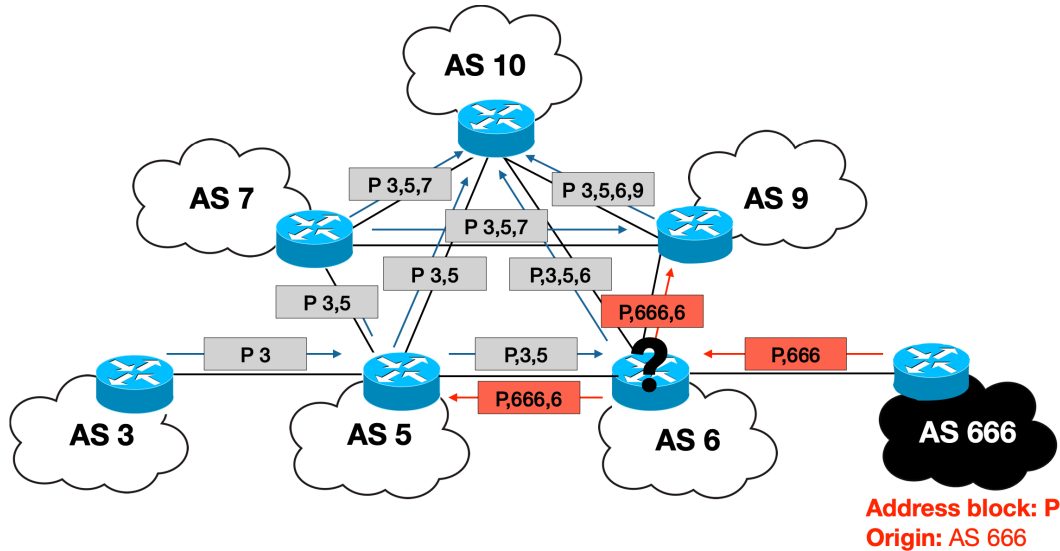 AS 10
P 3,5,7
P 3,5,6,9
AS 7
AS 9
P 3,5,7
P 3,5
P,3,5,6
P 3,5
P,666,6
?
P 3
P,3,5
P,666
P,666,6
AS 3
AS 5
AS 6
AS 666
Address block: P
Origin: AS 666